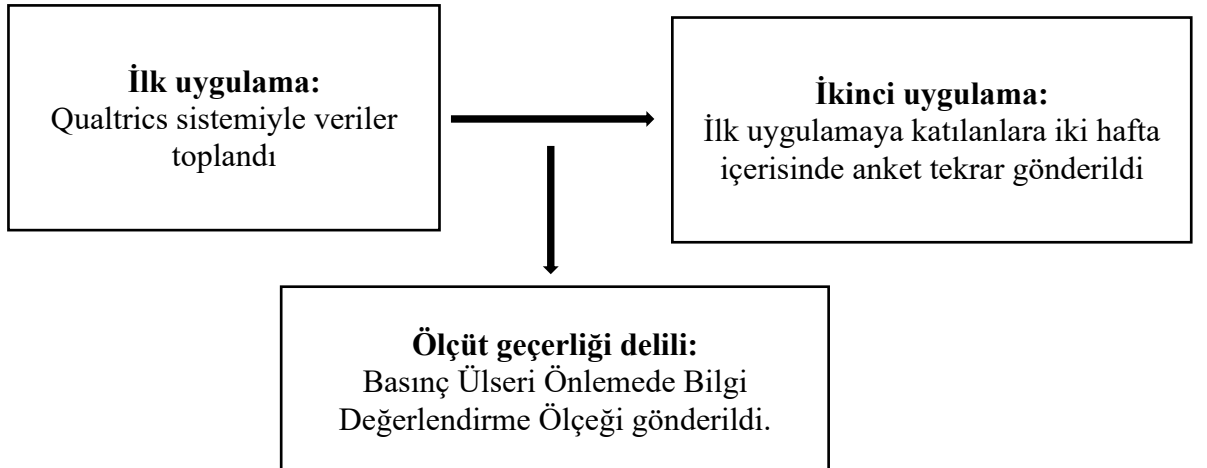 İlk uygulama:
Qualtrics sistemiyle veriler
toplandı
İkinci uygulama:
İlk uygulamaya katılanlara iki hafta
içerisinde anket tekrar gönderildi
Ölçüt geçerliği delili:
Basınç Ülseri Önlemede Bilgi
Değerlendirme Ölçeği gönderildi.